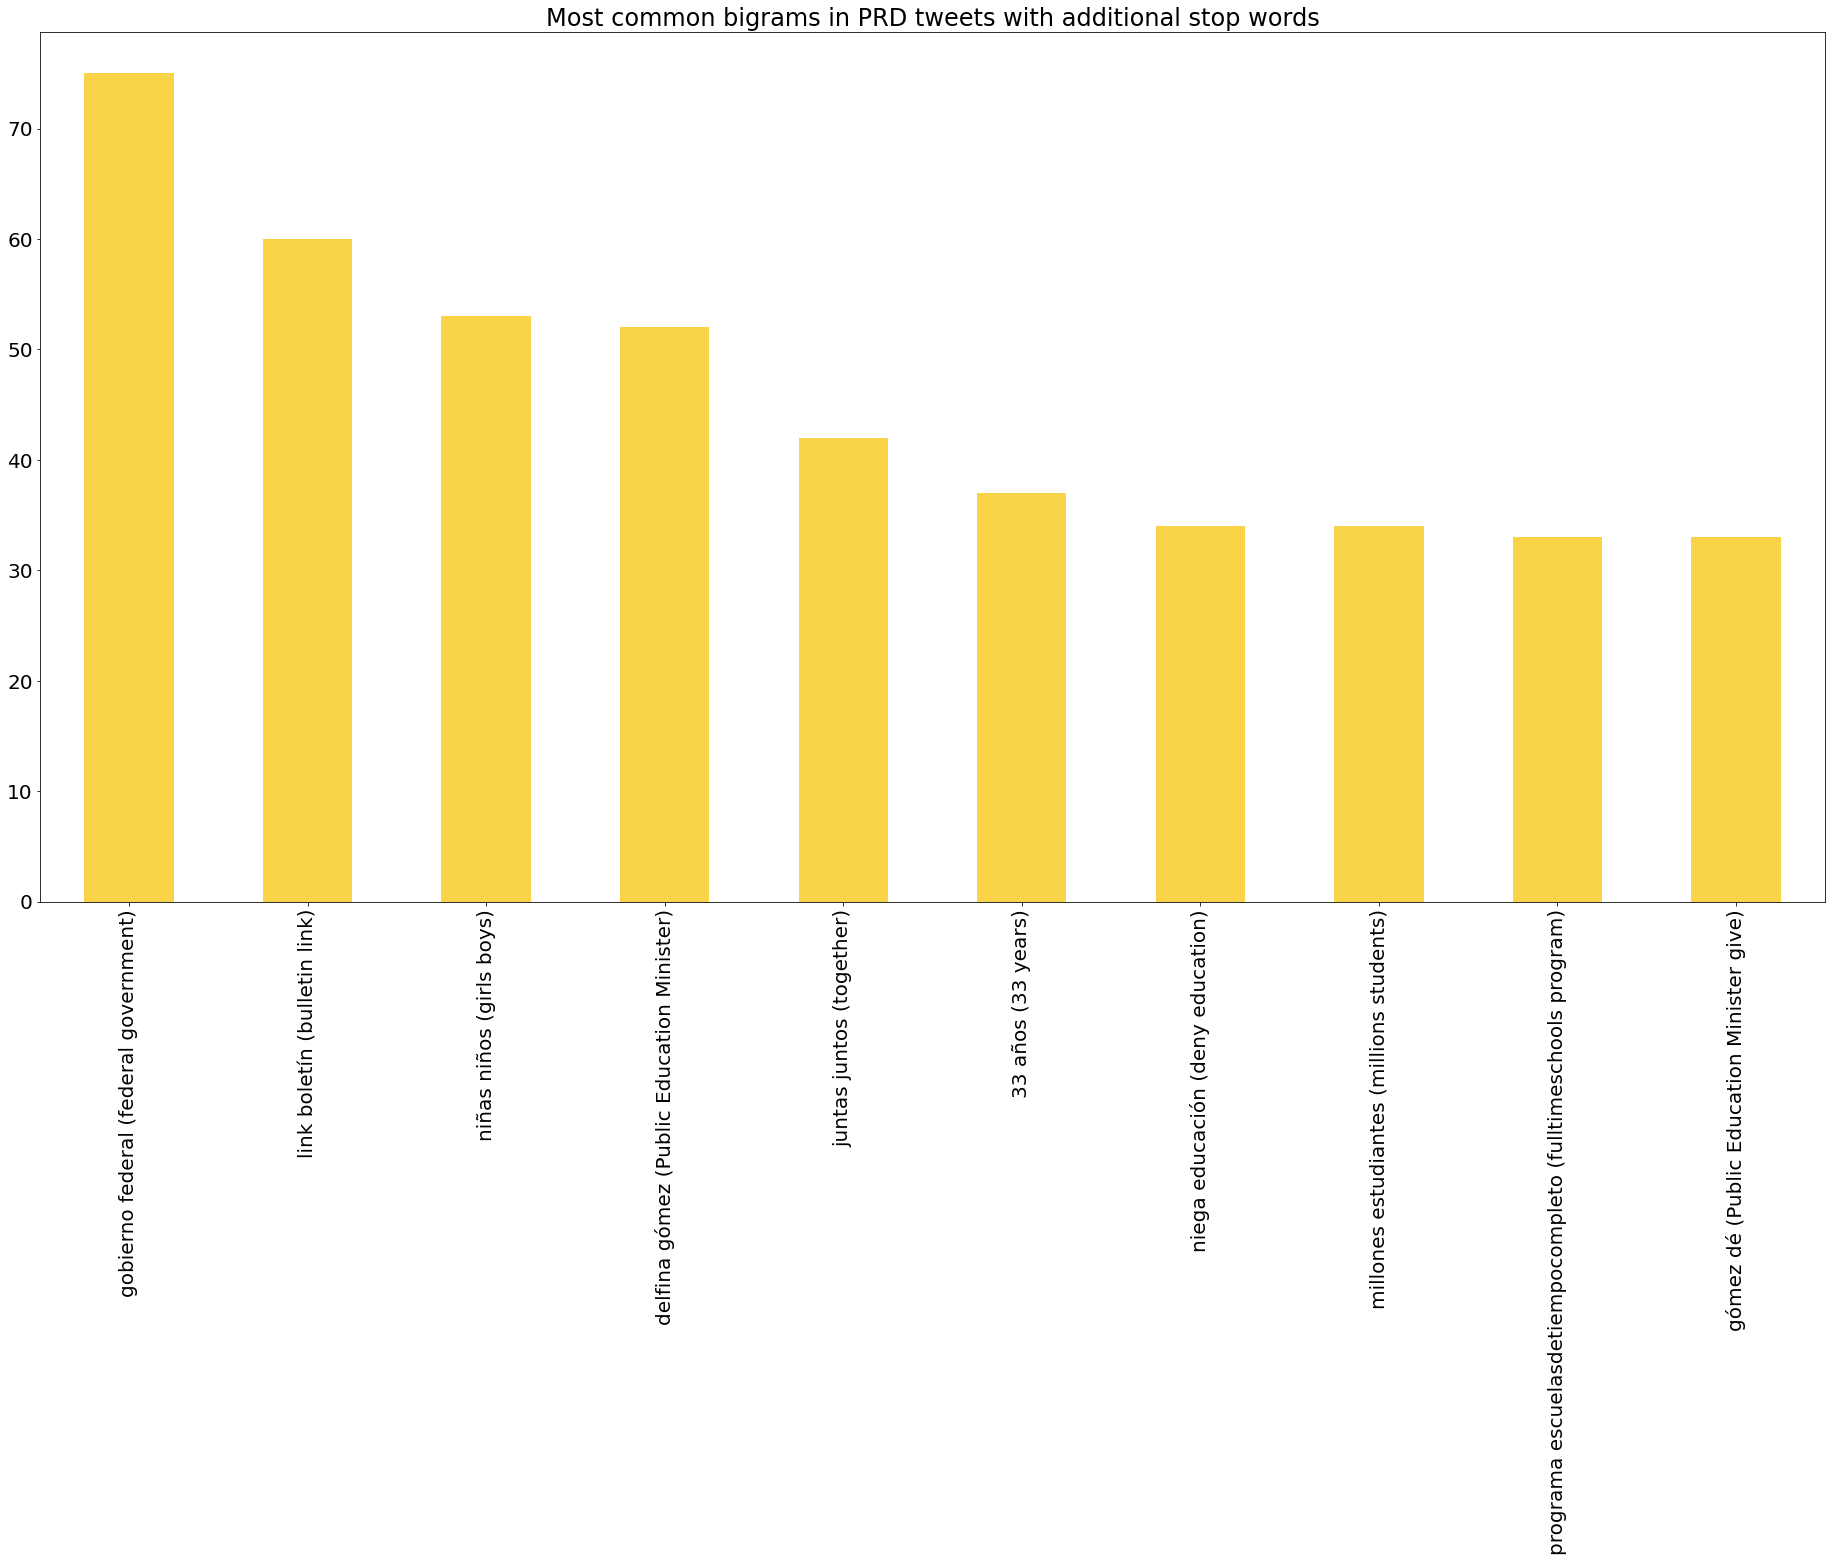 Most common bigrams in PRD tweets with additional stop words
70
60
50
40
30
20
10
0
gobierno federal (federal government)
link boletín (bulletin link)
niñas niños (girls boys)
delfina gómez (Public Education Minister)
juntas juntos (together)
33 años (33 years)
niega educación (deny education)
millones estudiantes (millions students)
programa escuelasdetiempocompleto (fulltimeschools program)
gómez dé (Public Education Minister give)